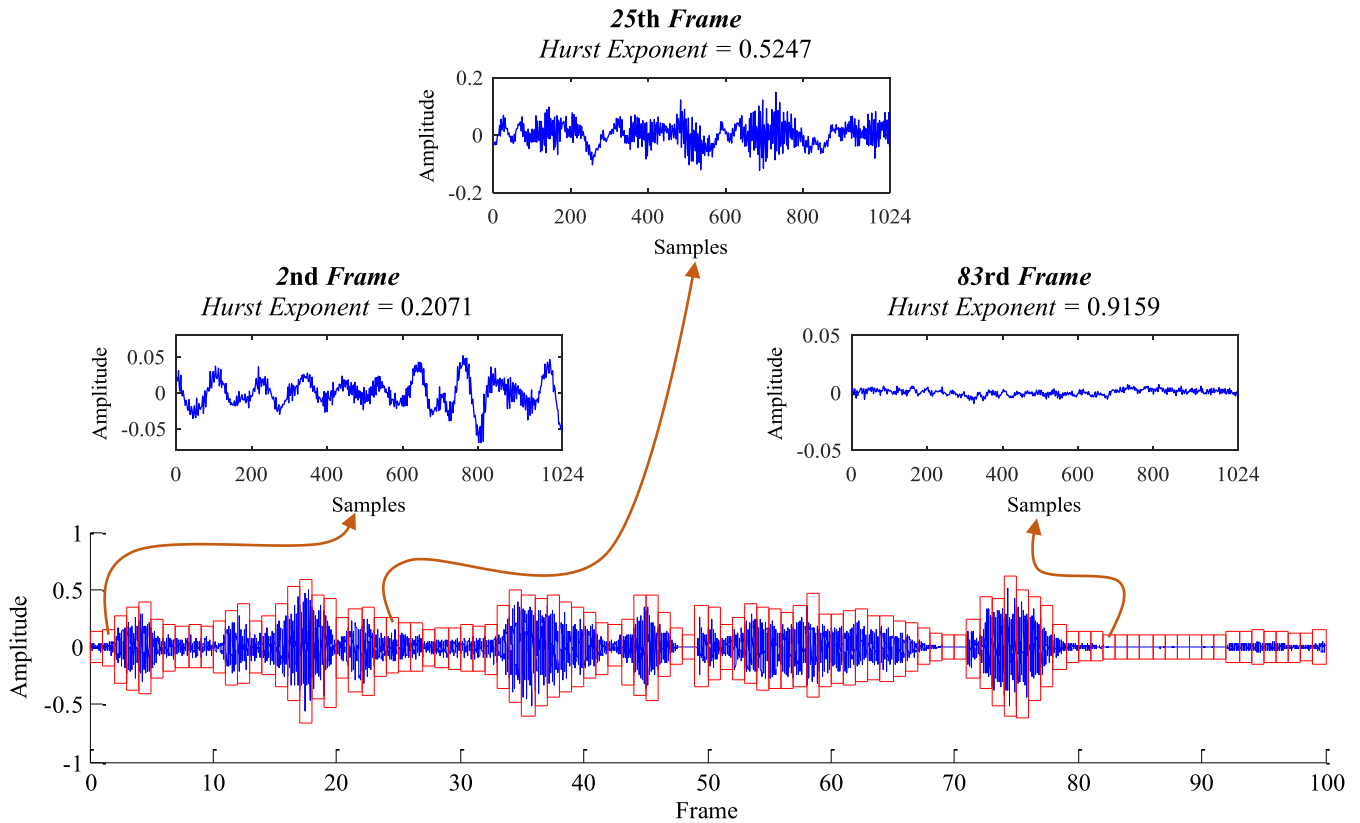 25th Frame
Hurst Exponent = 0.5247
0.2
0
-0.2
Amplitude
0 200 400 600 800 1024
Samples
2nd Frame
Hurst Exponent = 0.2071
0.05
0
-0.05
Amplitude
0 200 400 600 800 1024
Samples
83rd Frame
Hurst Exponent = 0.9159
0.05
0
-0.05
Amplitude
0 200 400 600 800 1024
Samples
1
0.5
0
-0.5
-1
Amplitude
0 10 20 30 40 50 60 70 80 90 100
Frame